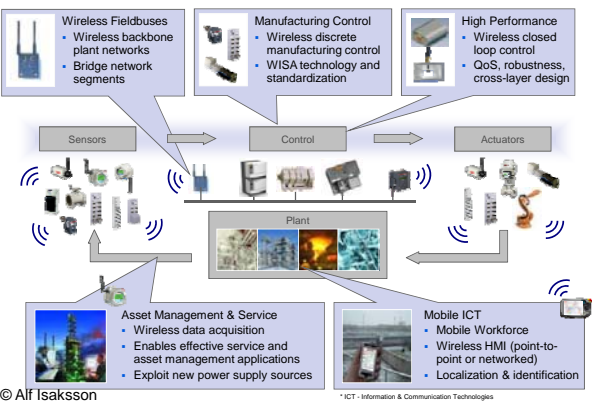 Wireless Fieldbuses
▪ Wireless backbone
plant networks
▪ Bridge network
segments
Manufacturing Control
▪ Wireless discrete
manufacturing control
▪ WISA technology and
standardization
High Performance
▪ Wireless closed
loop control
▪ QoS, robustness,
cross-layer design
Sensors
Control
Actuators
Plant
Asset Management & Service
▪ Wireless data acquisition
▪ Enables effective service and
asset management applications
▪ Exploit new power supply sources
Mobile ICT
▪ Mobile Workforce
▪ Wireless HMI (point-to-
point or networked)
▪ Localization & identification
© Alf Isaksson
* ICT - Information & Communication Technologies